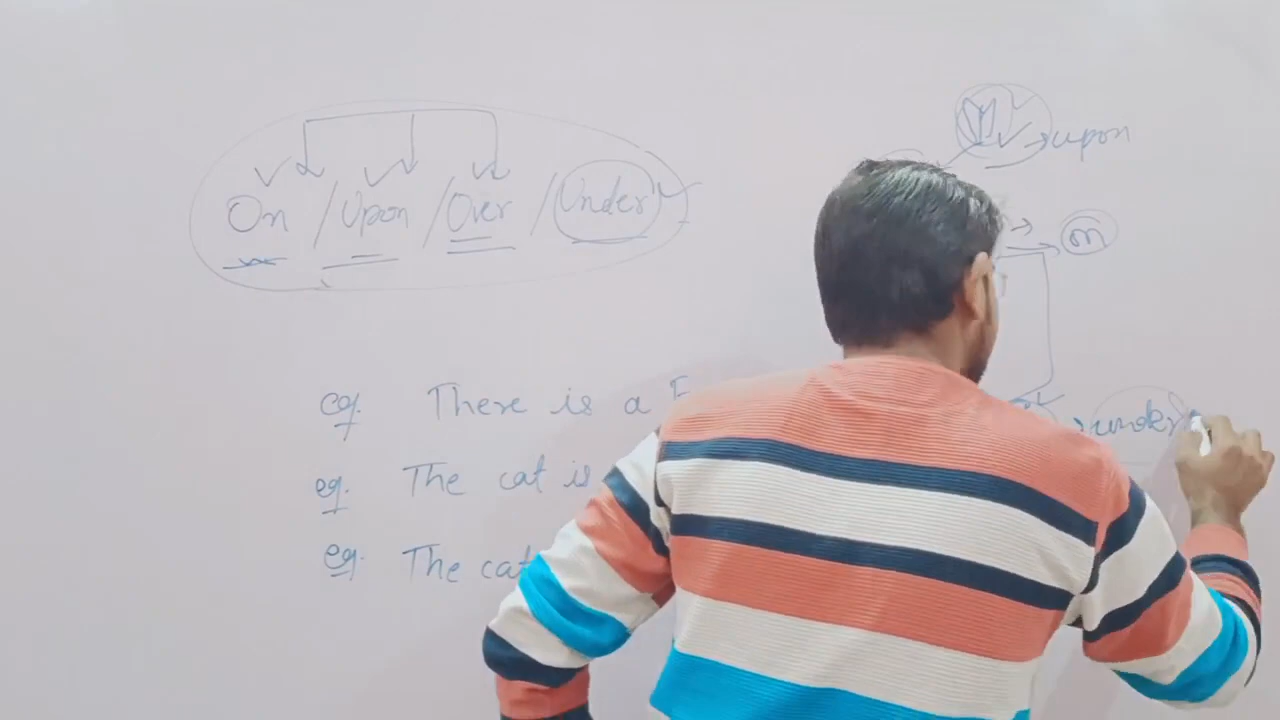 On / Upon / Over / Under
upon
on
under
eg. There is a F
eg. The cat is
eg. The cat